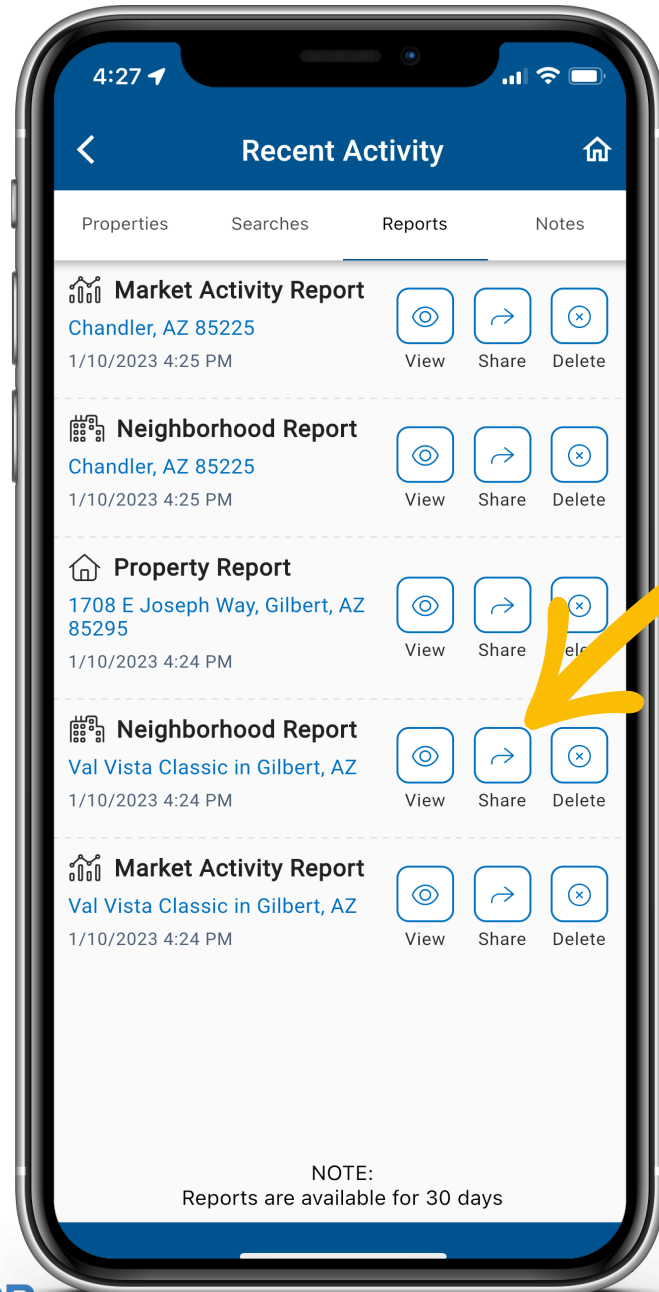 4:27
Recent Activity
Properties Searches Reports Notes
Market Activity Report
Chandler, AZ 85225
1/10/2023 4:25 PM
View Share Delete
Neighborhood Report
Chandler, AZ 85225
1/10/2023 4:25 PM
View Share Delete
Property Report
1708 E Joseph Way, Gilbert, AZ
85295
1/10/2023 4:24 PM
View Share
Neighborhood Report
Val Vista Classic in Gilbert, AZ
1/10/2023 4:24 PM
View Share Delete
Market Activity Report
Val Vista Classic in Gilbert, AZ
1/10/2023 4:24 PM
View Share Delete
NOTE:
Reports are available for 30 days